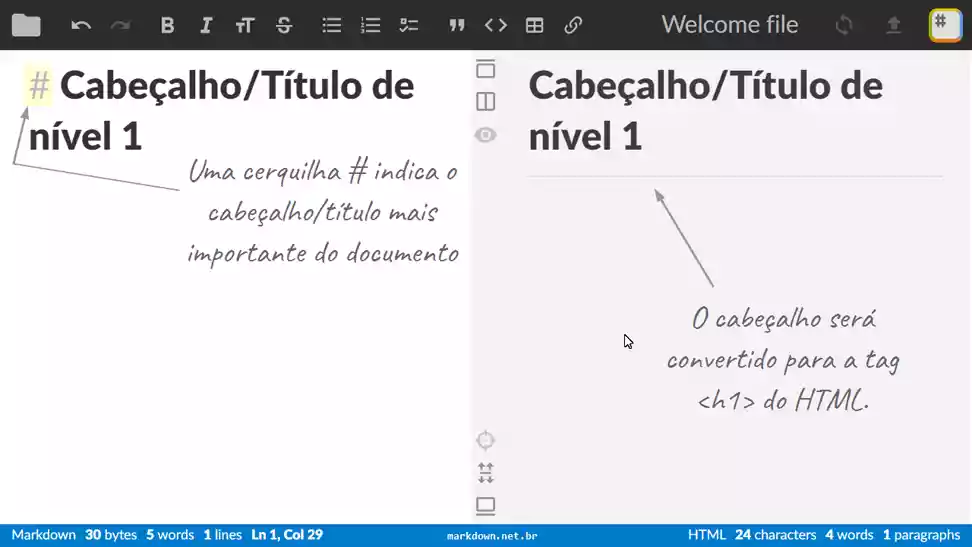 Welcome file
# Cabeçalho/Título de
nível 1
Uma cerquilha # indica o
cabeçalho/título mais
importante do documento
Cabeçalho/Título de
nível 1
O cabeçalho será
convertido para a tag
<h1> do HTML.
Markdown 30 bytes 5 words 1 lines Ln 1, Col 29
markdown.net.br
HTML 24 characters 4 words 1 paragraphs